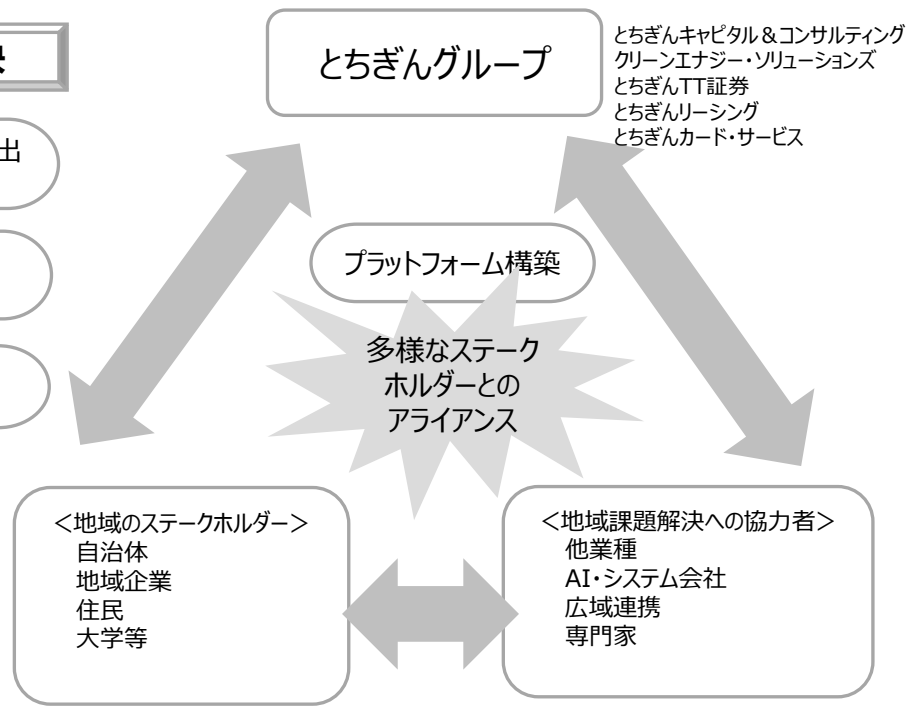 とちぎんグループ
とちぎんキャピタル&コンサルティング
クリーンエナジー・ソリューションズ
とちぎんTT証券
とちぎんリーシング
とちぎんカード・サービス
出
プラットフォーム構築
多様なステーク
ホルダーとの
アライアンス
<地域のステークホルダー>
自治体
地域企業
住民
大学等
<地域課題解決への協力者>
他業種
AI・システム会社
広域連携
専門家